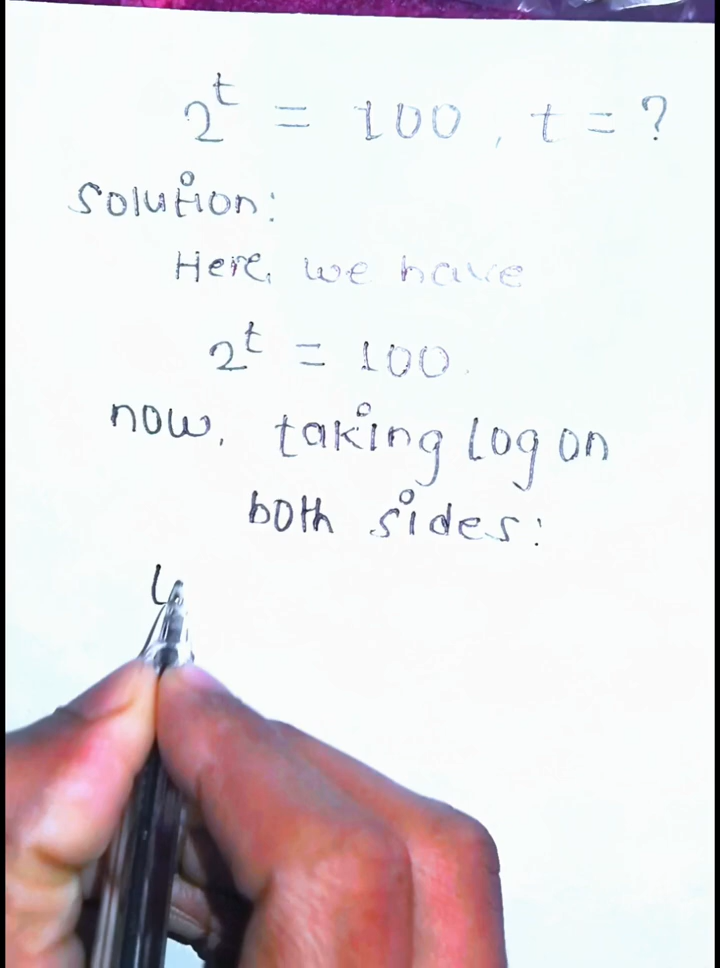 2^t = 100, t = ?
Solution:
Here, we have
2^t = 100.
now, taking log on
both sides: